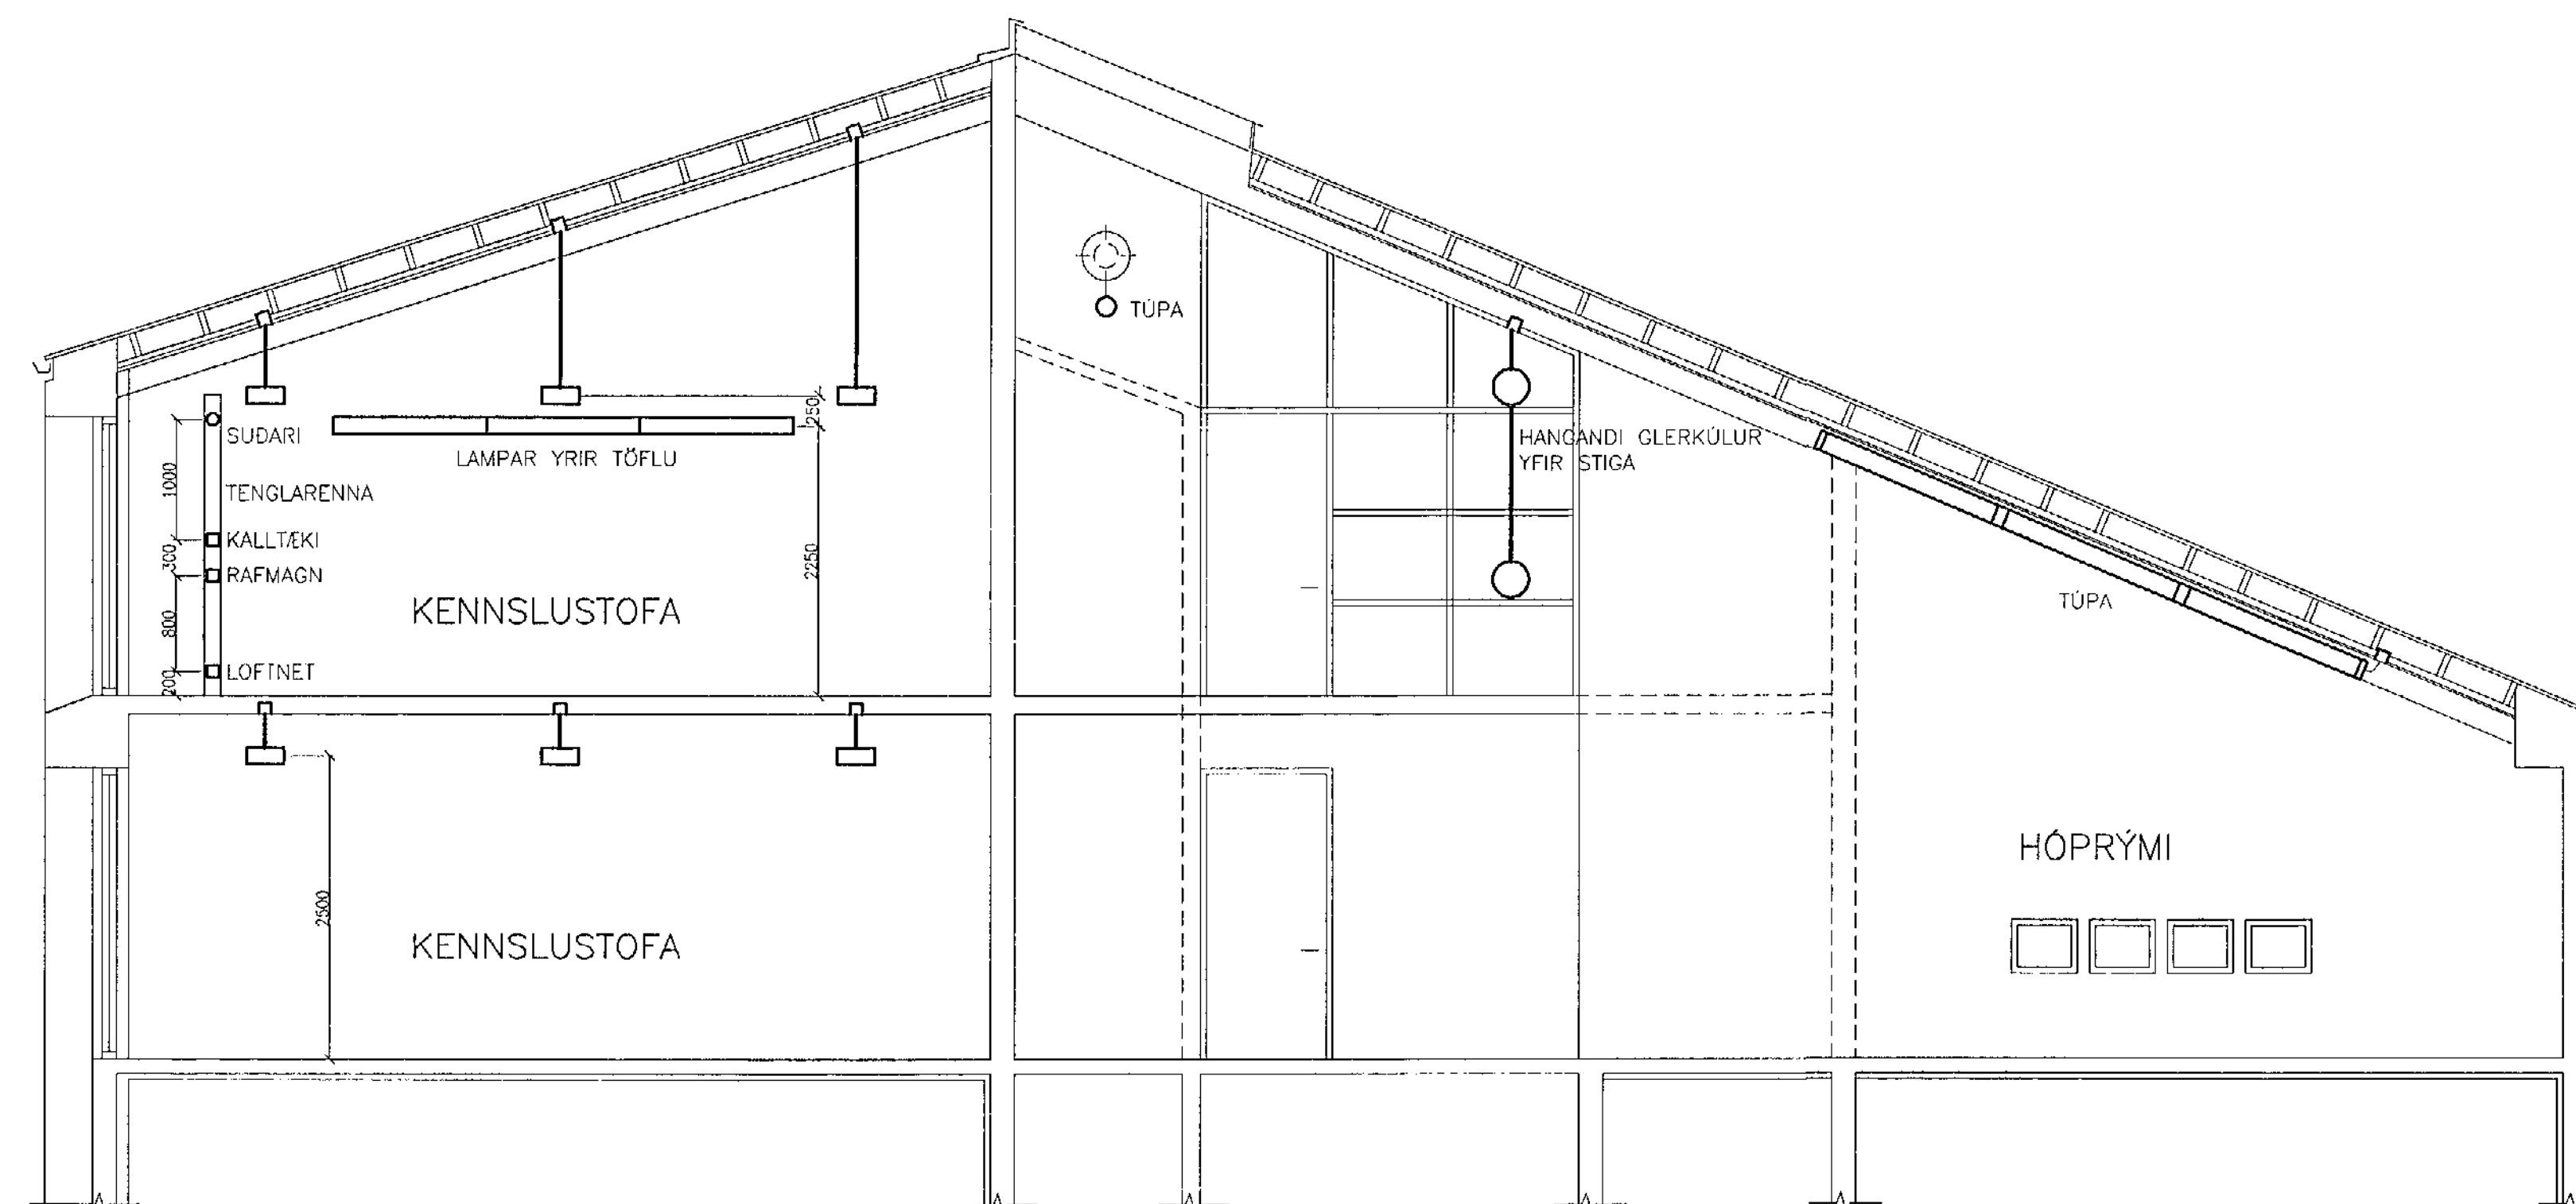 TÚPA
250
SUÐARI
LAMPAR YRIR TÖFLU
HANGANDI GLERKÚLUR
YFIR STIGA
1000
TENGLARENNA
KALLTÆKI
300
RAFMAGN
2250
KENNSLUSTOFA
TÚPA
800
LOFTNET
200
HÓPRÝMI
2500
KENNSLUSTOFA